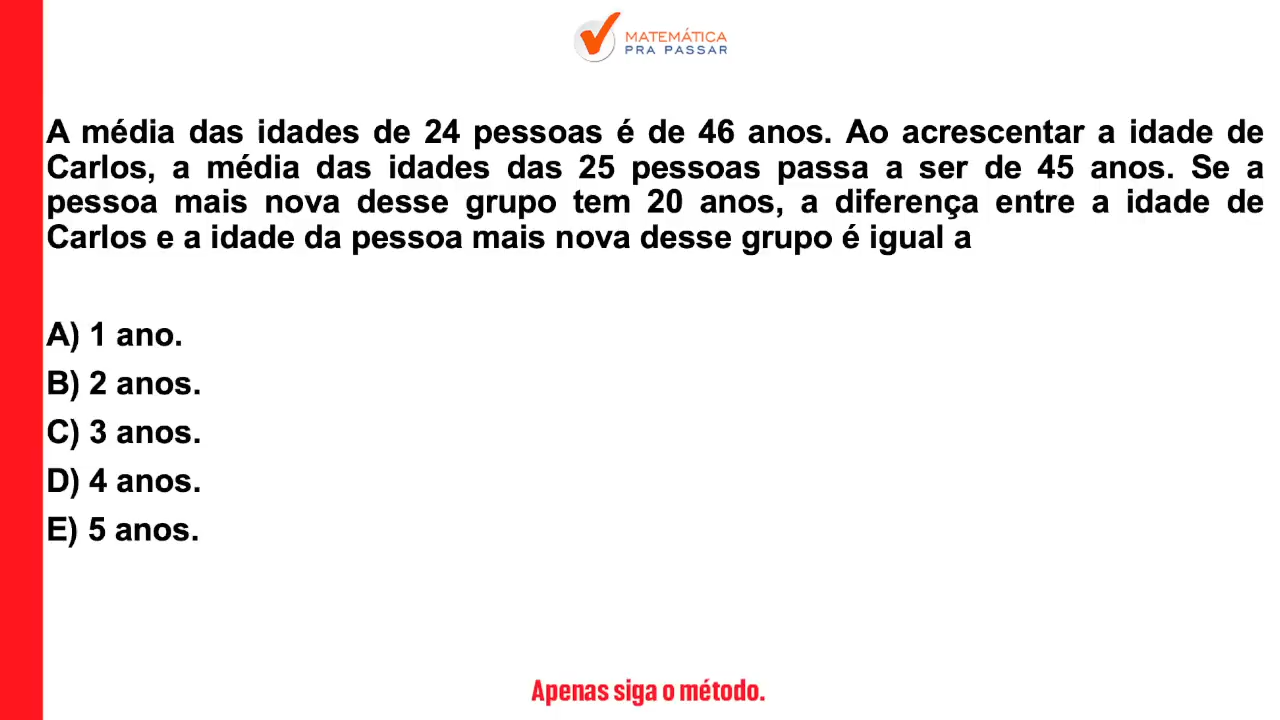 MATEMÁTICA
PRA PASSAR
A média das idades de 24 pessoas é de 46 anos. Ao acrescentar a idade de
Carlos, a média das idades das 25 pessoas passa a ser de 45 anos. Se a
pessoa mais nova desse grupo tem 20 anos, a diferença entre a idade de
Carlos e a idade da pessoa mais nova desse grupo é igual a
A) 1 ano.
B) 2 anos.
C) 3 anos.
D) 4 anos.
E) 5 anos.
Apenas siga o método.